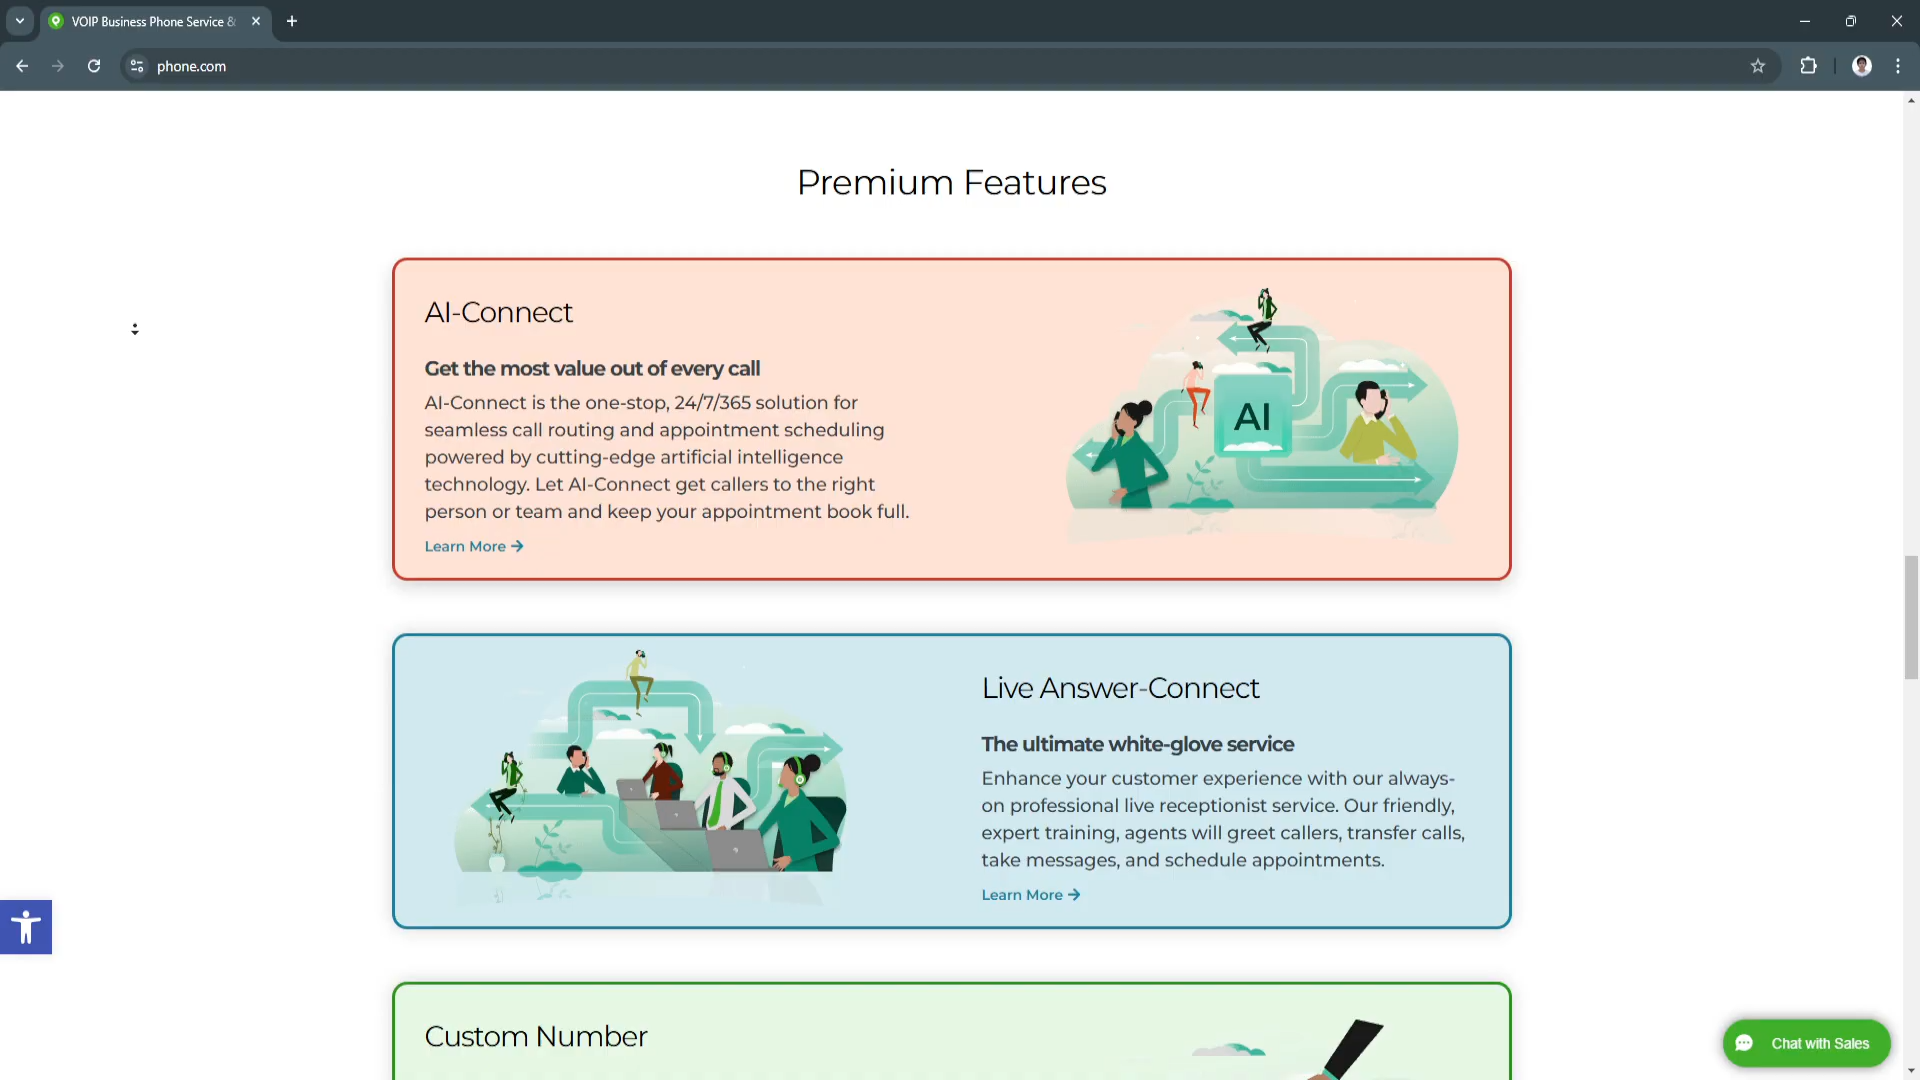 VOIP Business Phone Service &
phone.com
Premium Features
AI-Connect
Get the most value out of every call
AI-Connect is the one-stop, 24/7/365 solution for
seamless call routing and appointment scheduling
powered by cutting-edge artificial intelligence
technology. Let AI-Connect get callers to the right
person or team and keep your appointment book full.
Learn More →
AI
Live Answer-Connect
The ultimate white-glove service
Enhance your customer experience with our always-
on professional live receptionist service. Our friendly,
expert training, agents will greet callers, transfer calls,
take messages, and schedule appointments.
Learn More →
Custom Number
Chat with Sales